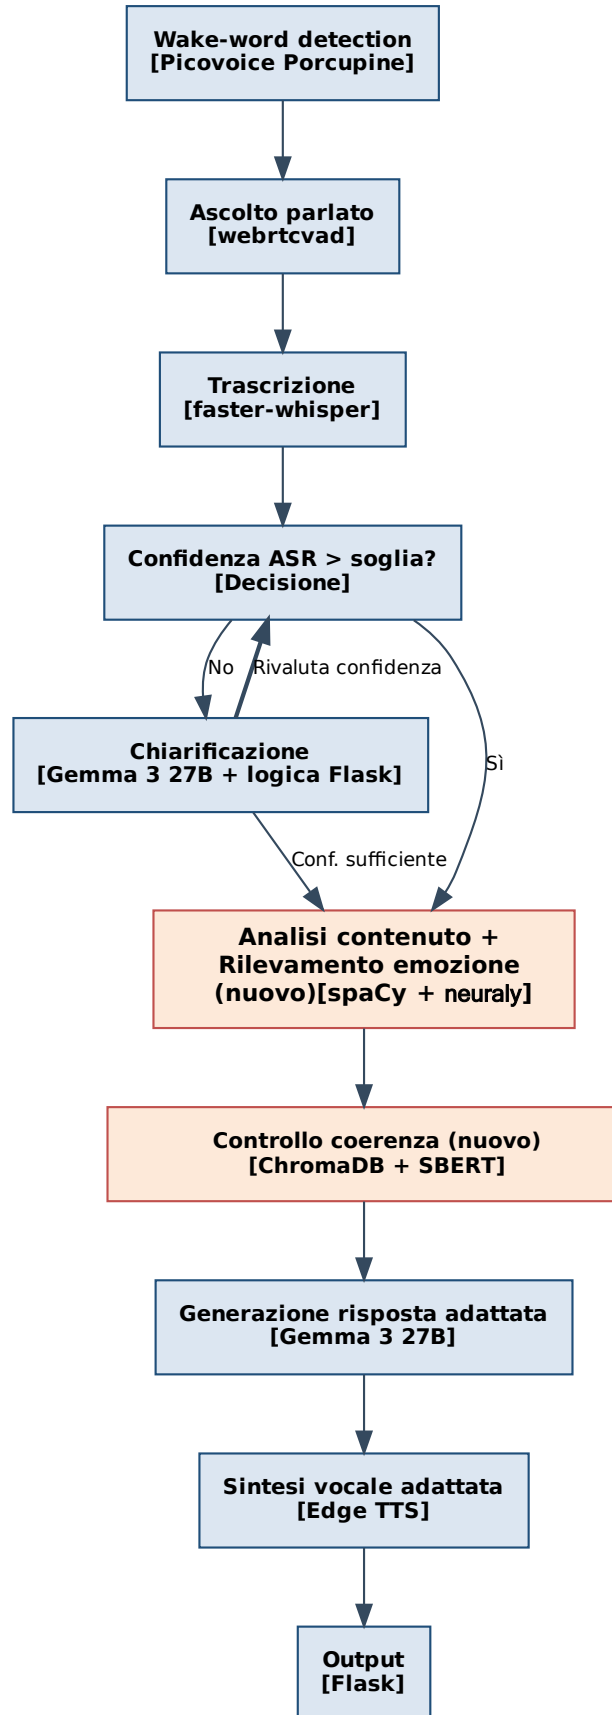 Wake-word detection
[Picovoice Porcupine]
Ascolto parlato
[webrtcvad]
Trascrizione
[faster-whisper]
Confidenza ASR > soglia?
[Decisione]
No
Rivaluta confidenza
Chiarificazione
[Gemma 3 27B + logica Flask]
Sì
Conf. sufficiente
Analisi contenuto +
Rilevamento emozione
(nuovo)[spaCy + neuraly]
Controllo coerenza (nuovo)
[ChromaDB + SBERT]
Generazione risposta adattata
[Gemma 3 27B]
Sintesi vocale adattata
[Edge TTS]
Output
[Flask]